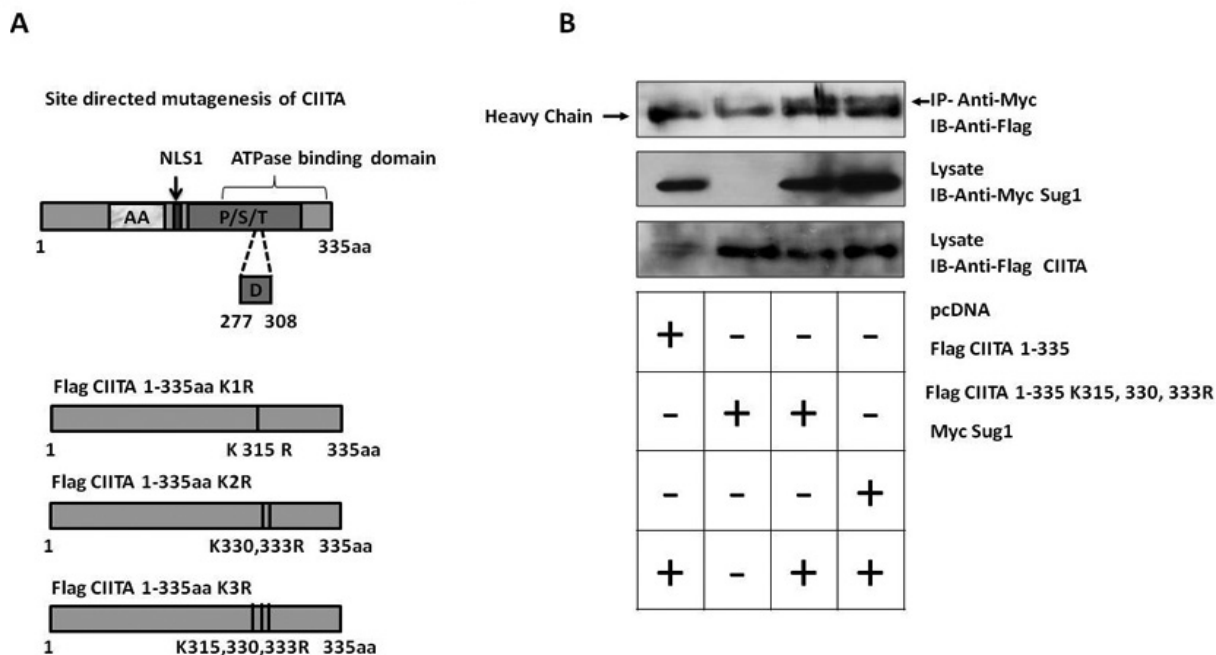 A
Site directed mutagenesis of CIITA
NLS1
ATPase binding domain
AA
P/S/T
1
335aa
D
277 308
Flag CIITA 1-335aa K1R
1
K 315 R
335aa
Flag CIITA 1-335aa K2R
1
K330,333R
335aa
Flag CIITA 1-335aa K3R
1
K315,330,333R
335aa
B
Heavy Chain
IP- Anti-Myc
IB-Anti-Flag
Lysate
IB-Anti-Myc Sug1
Lysate
IB-Anti-Flag CIITA
+ - - -
- + + -
- - - +
+ - + +
pcDNA
Flag CIITA 1-335
Flag CIITA 1-335 K315, 330, 333R
Myc Sug1